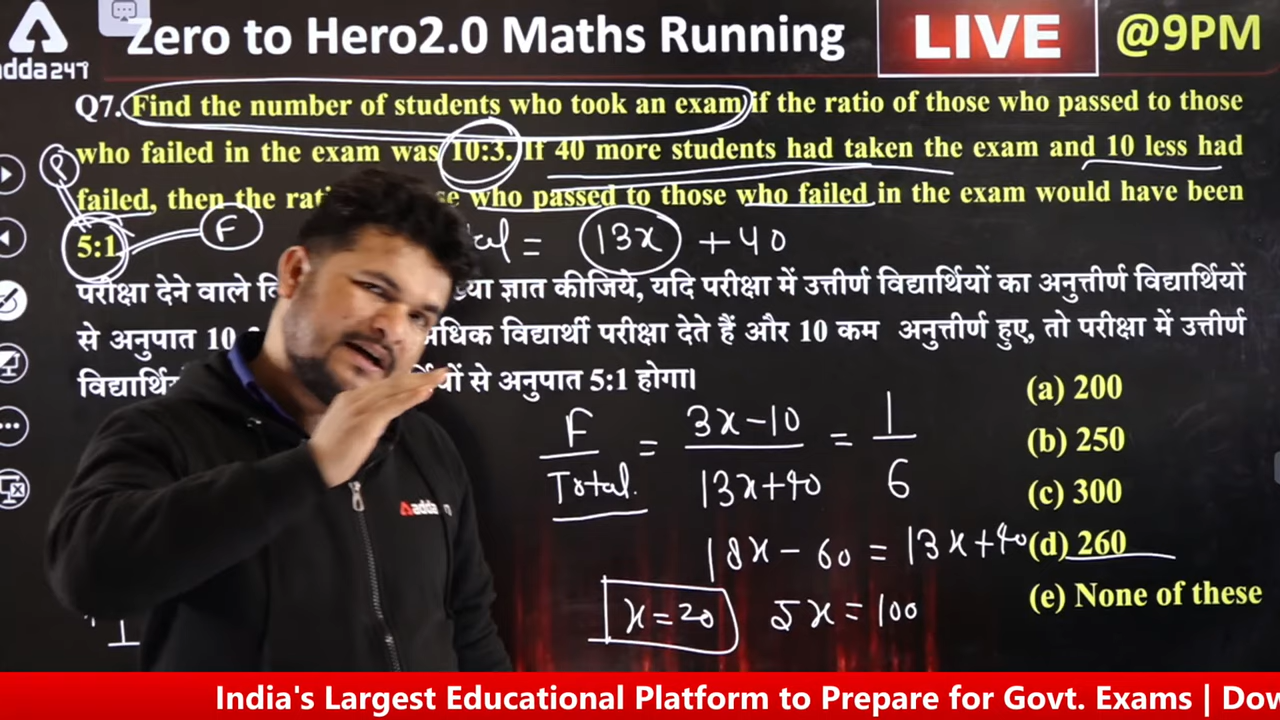 Zero to Hero2.0 Maths Running LIVE @9PM
adda247
Q7. Find the number of students who took an exam if the ratio of those who passed to those
who failed in the exam was 10:3. If 40 more students had taken the exam and 10 less had
failed, then the who passed to those who failed in the exam would have been
5:1
P
F
= 13x + 40
परीक्षा देने वाले ज्ञात कीजिये, यदि परीक्षा में उत्तीर्ण विद्यार्थियों का अनुत्तीर्ण विद्यार्थियों
से अनुपात 10 विद्यार्थी परीक्षा देते हैं और 10 कम अनुत्तीर्ण हुए, तो परीक्षा में उत्तीर्ण
से अनुपात 5:1 होगा।
F/Total. = 3x-10/13x+40 = 1/6
18x - 60 = 13x + 40
x = 20 5x = 100
(a) 200
(b) 250
(c) 300
(d) 260
(e) None of these
adda
India's Largest Educational Platform to Prepare for Govt. Exams |